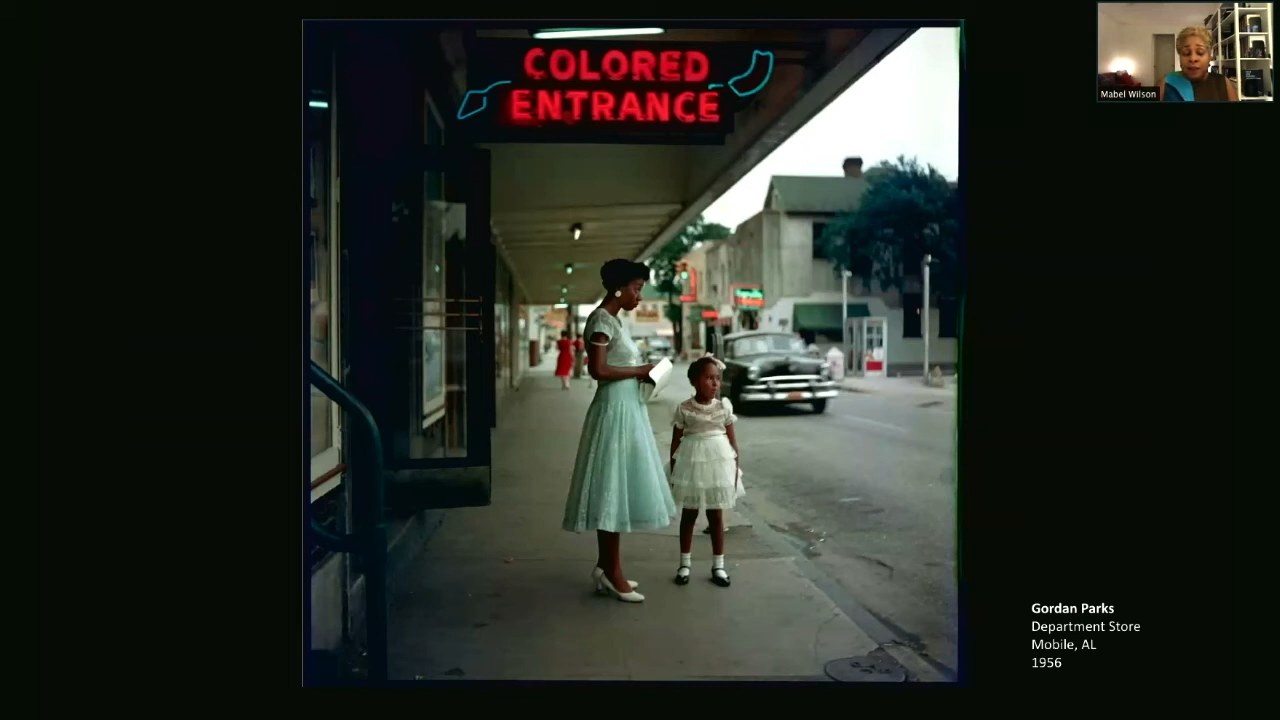 COLORED
ENTRANCE
Mabel Wilson
Gordan Parks
Department Store
Mobile, AL
1956